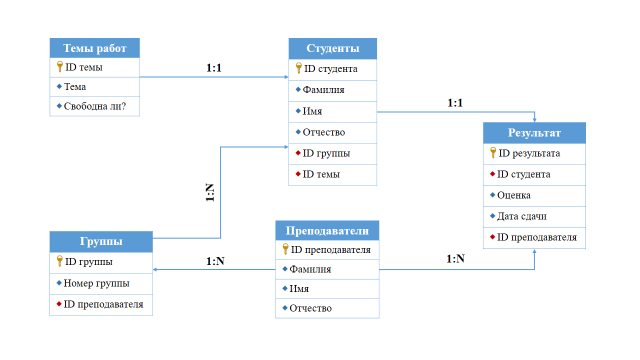 Темы работ
ID темы
Тема
Свободна ли?
1:1
Студенты
ID студента
Фамилия
Имя
Отчество
ID группы
ID темы
1:1
Результат
ID результата
ID студента
Оценка
Дата сдачи
ID преподавателя
1:N
Группы
ID группы
Номер группы
ID преподавателя
1:N
Преподаватели
ID преподавателя
Фамилия
Имя
Отчество
1:N